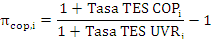 π_cop,i = (1 + Tasa TES COP_i) / (1 + Tasa TES UVR_i) − 1